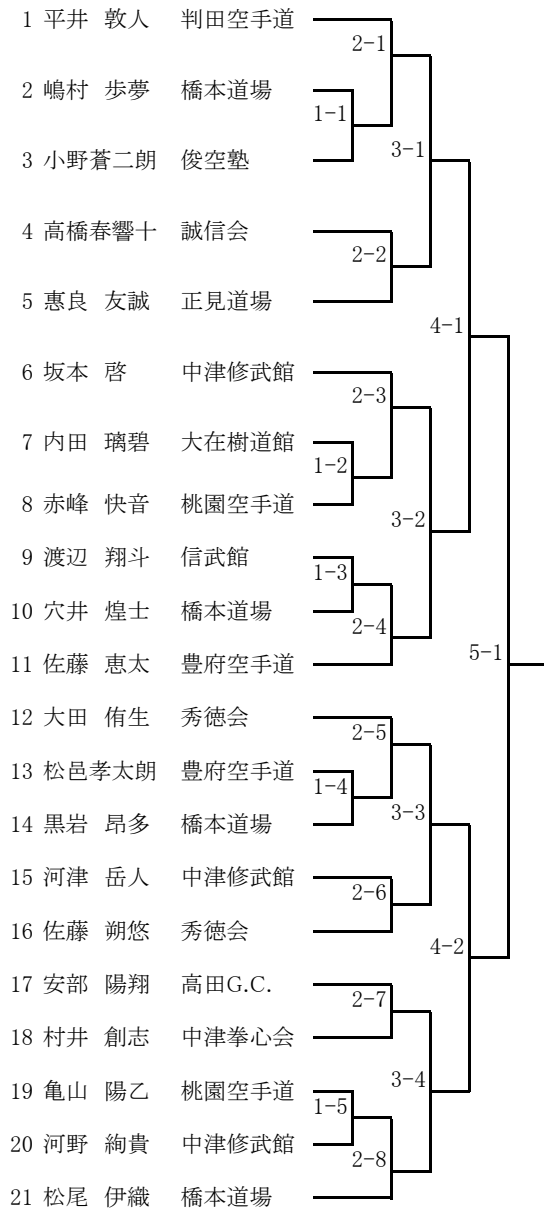 1 平井 敦人 判田空手道
2-1
2 嶋村 歩夢 橋本道場
1-1
3 小野蒼二朗 俊空塾
3-1
4 高橋春響十 誠信会
2-2
5 惠良 友誠 正見道場
4-1
6 坂本 啓 中津修武館
2-3
7 内田 璃碧 大在樹道館
1-2
8 赤峰 快音 桃園空手道
3-2
9 渡辺 翔斗 信武館
1-3
10 穴井 煌士 橋本道場
2-4
11 佐藤 恵太 豊府空手道
5-1
12 大田 侑生 秀徳会
2-5
13 松邑孝太朗 豊府空手道
1-4
14 黒岩 昂多 橋本道場
3-3
15 河津 岳人 中津修武館
2-6
16 佐藤 朔悠 秀徳会
4-2
17 安部 陽翔 高田G.C.
2-7
18 村井 創志 中津拳心会
3-4
19 亀山 陽乙 桃園空手道
1-5
20 河野 絢貴 中津修武館
2-8
21 松尾 伊織 橋本道場